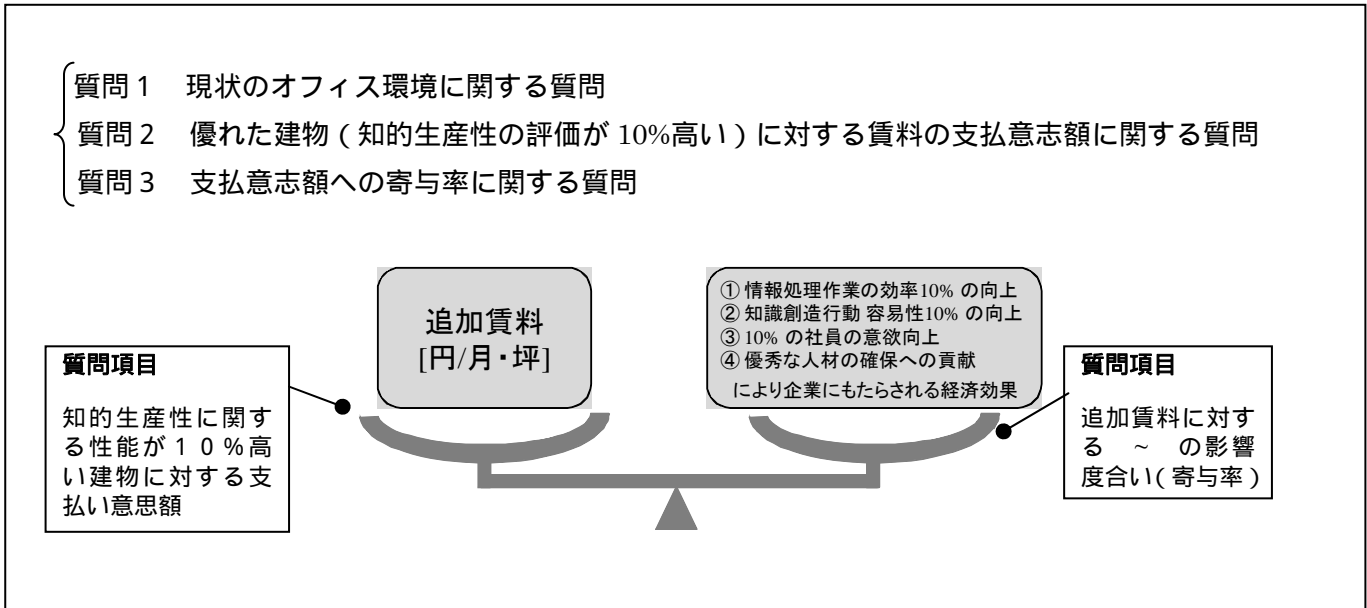 質問1 現状のオフィス環境に関する質問
質問2 優れた建物(知的生産性の評価が 10%高い)に対する賃料の支払意志額に関する質問
質問3 支払意志額への寄与率に関する質問
追加賃料
[円/月・坪]
① 情報処理作業の効率10% の向上
② 知識創造行動 容易性10% の向上
③ 10% の社員の意欲向上
④ 優秀な人材の確保への貢献
により企業にもたらされる経済効果
質問項目
知的生産性に関す
る性能が10%高
い建物に対する支
払い意思額
質問項目
追加賃料に対す
る ~ の影響
度合い(寄与率)